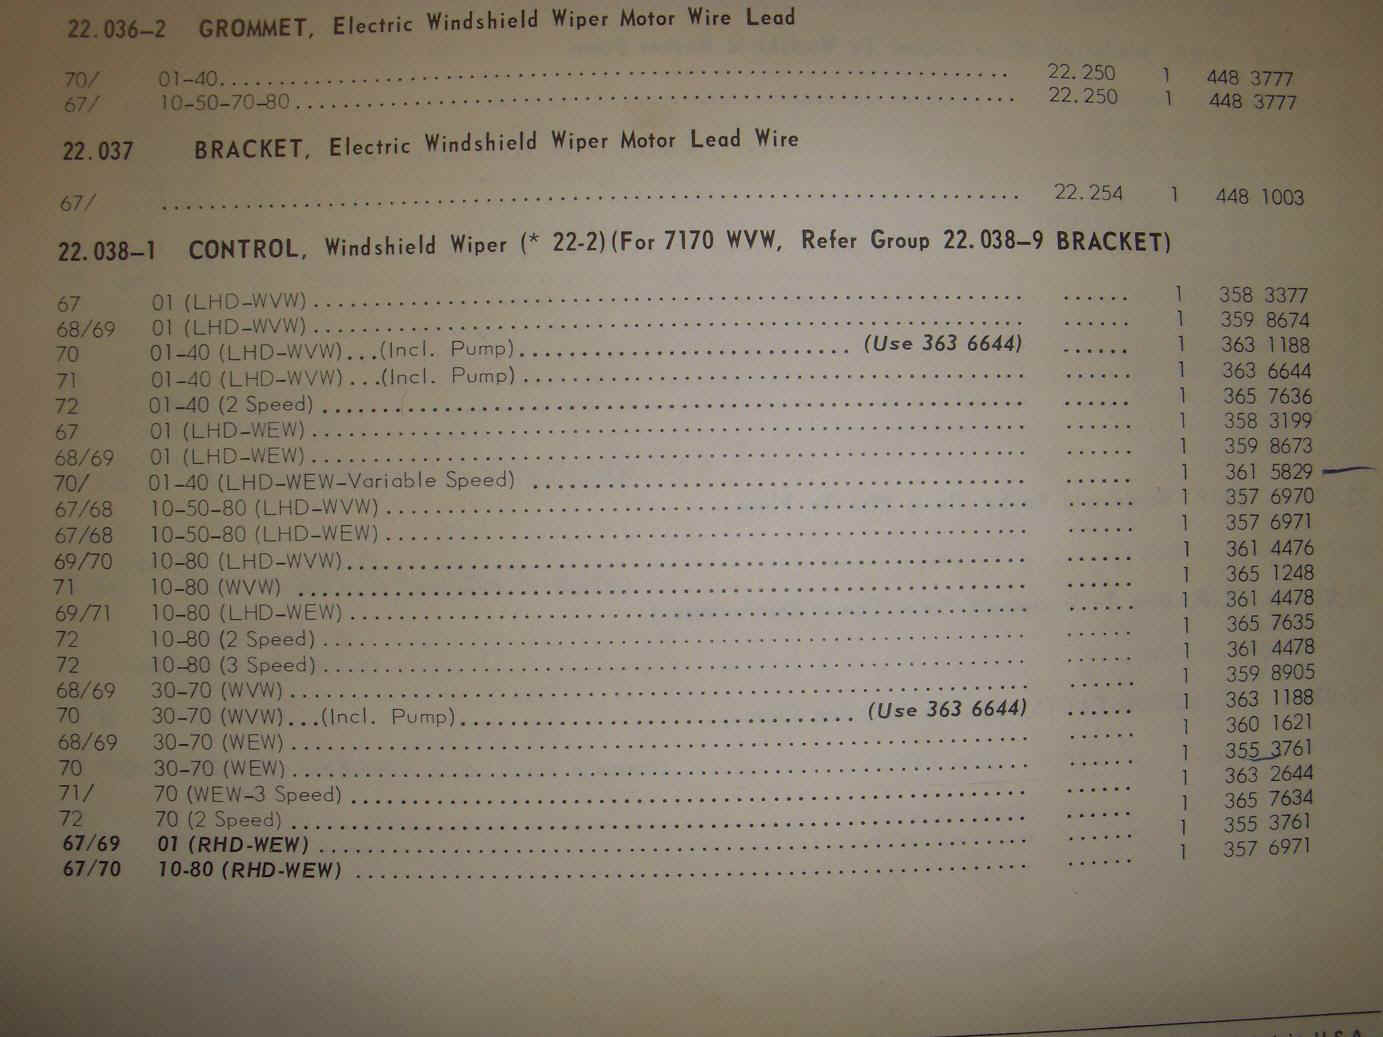 22.036-2 GROMMET, Electric Windshield Wiper Motor Wire Lead
70/ 01-40 ........ 22.250 1 448 3777
67/ 10-50-70-80 ........ 22.250 1 448 3777
22.037 BRACKET, Electric Windshield Wiper Motor Lead Wire
67/ ........ 22.254 1 448 1003
22.038-1 CONTROL, Windshield Wiper (* 22-2) (For 7170 WVW, Refer Group 22.038-9 BRACKET)
67 01 (LHD-WVW) ........ ...... 1 358 3377
68/69 01 (LHD-WVW) ........ ...... 1 359 8674
70 01-40 (LHD-WVW)...(Incl. Pump) ........ (Use 363 6644) ...... 1 363 1188
71 01-40 (LHD-WVW)...(Incl. Pump) ........ ...... 1 363 6644
72 01-40 (2 Speed) ........ ...... 1 365 7636
67 01 (LHD-WEW) ........ ...... 1 358 3199
68/69 01 (LHD-WEW) ........ ...... 1 359 8673
70/ 01-40 (LHD-WEW-Variable Speed) ........ ...... 1 361 5829
67/68 10-50-80 (LHD-WVW) ........ ...... 1 357 6970
67/68 10-50-80 (LHD-WEW) ........ ...... 1 357 6971
69/70 10-80 (LHD-WVW) ........ ...... 1 361 4476
71 10-80 (WVW) ........ ...... 1 365 1248
69/71 10-80 (LHD-WEW) ........ ...... 1 361 4478
72 10-80 (2 Speed) ........ ...... 1 365 7635
72 10-80 (3 Speed) ........ ...... 1 361 4478
68/69 30-70 (WVW) ........ ...... 1 359 8905
70 30-70 (WVW)...(Incl. Pump) ........ (Use 363 6644) ...... 1 363 1188
68/69 30-70 (WEW) ........ ...... 1 360 1621
70 30-70 (WEW) ........ ...... 1 355 3761
71/ 70 (WEW-3 Speed) ........ ...... 1 363 2644
72 70 (2 Speed) ........ ...... 1 365 7634
67/69 01 (RHD-WEW) ........ ...... 1 355 3761
67/70 10-80 (RHD-WEW) ........ ...... 1 357 6971